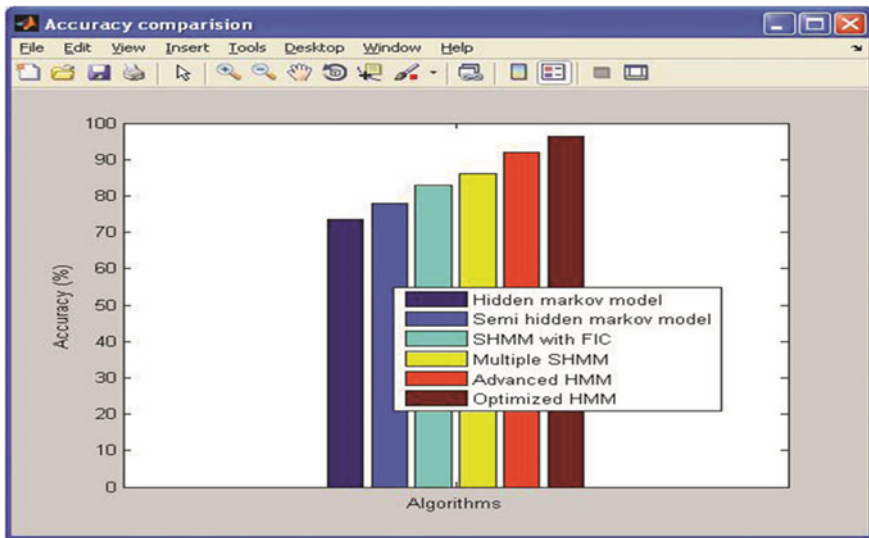 Accuracy comparision
File Edit View Insert Tools Desktop Window Help
100
90
80
70
60
50
40
30
20
10
0
Accuracy (%)
Hidden markov model
Semi hidden markov model
SHMM with FIC
Multiple SHMM
Advanced HMM
Optimized HMM
Algorithms